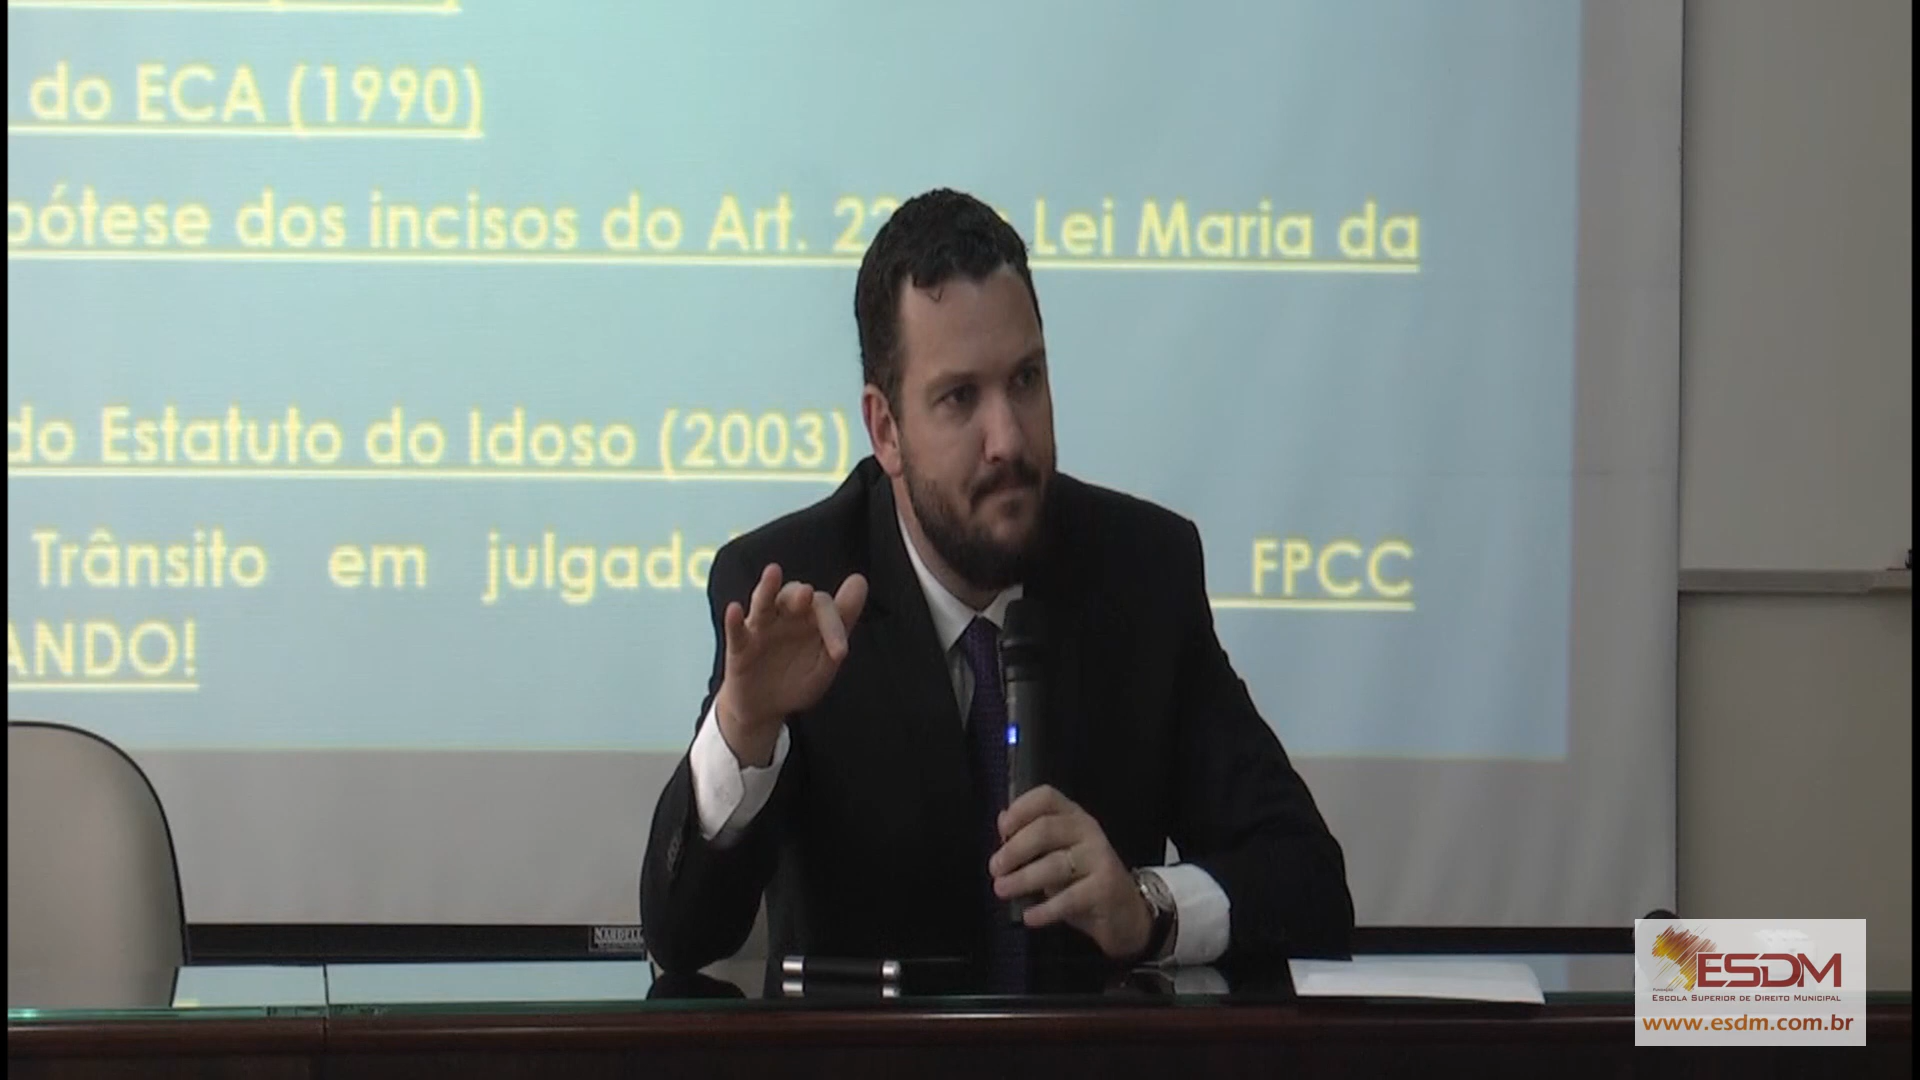 do ECA (1990)
pótese dos incisos do Art. 22 Lei Maria da
do Estatuto do Idoso (2003)
Trânsito em julgado FPCC
ANDO!
NARDELL
ESDM
Escola Superior de Direito Municipal
www.esdm.com.br